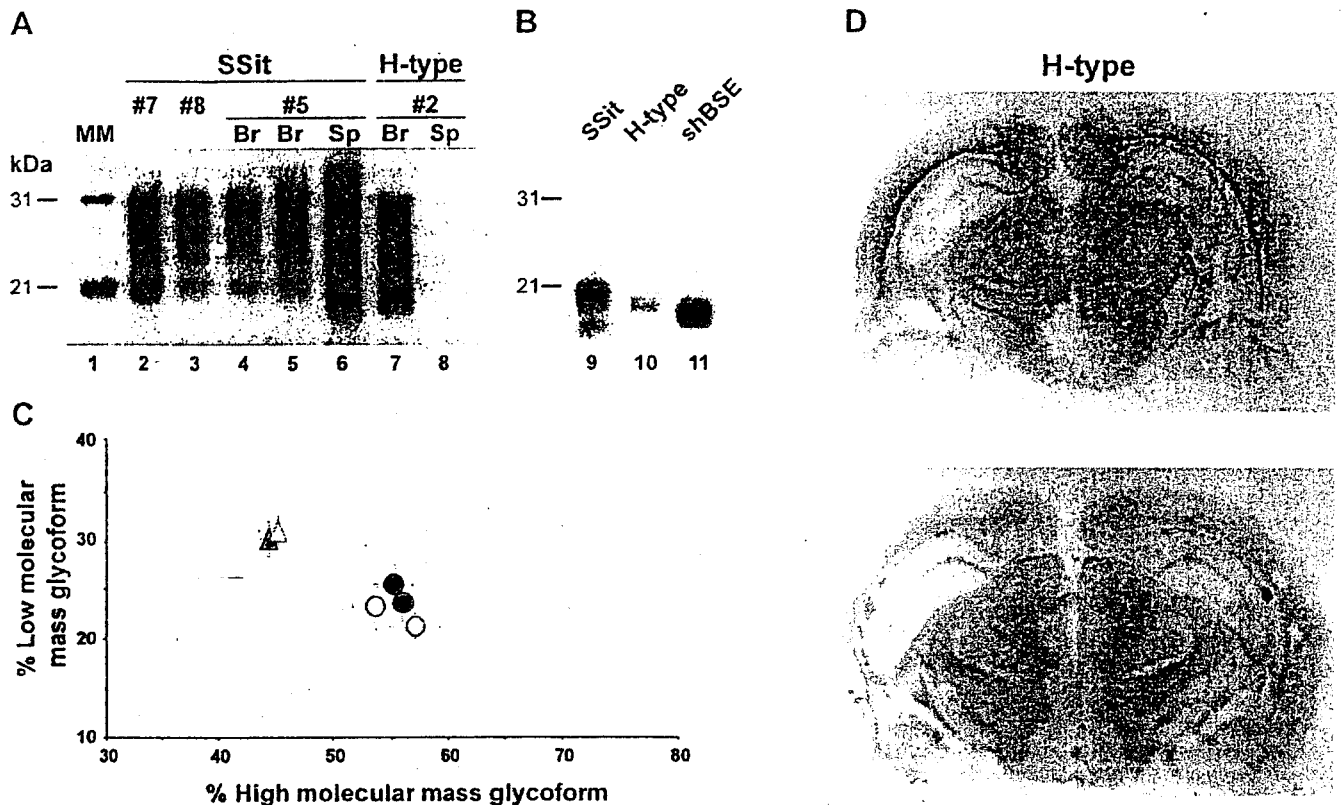 A
SSit H-type
#7 #8 #5 #2
MM Br Br Sp Br Sp
kDa
31
21
1 2 3 4 5 6 7 8
B
SSit H-type shBSE
31
21
9 10 11
C
% Low molecular
mass glycoform
40
30
20
10
30 40 50 60 70 80
% High molecular mass glycoform
D
H-type